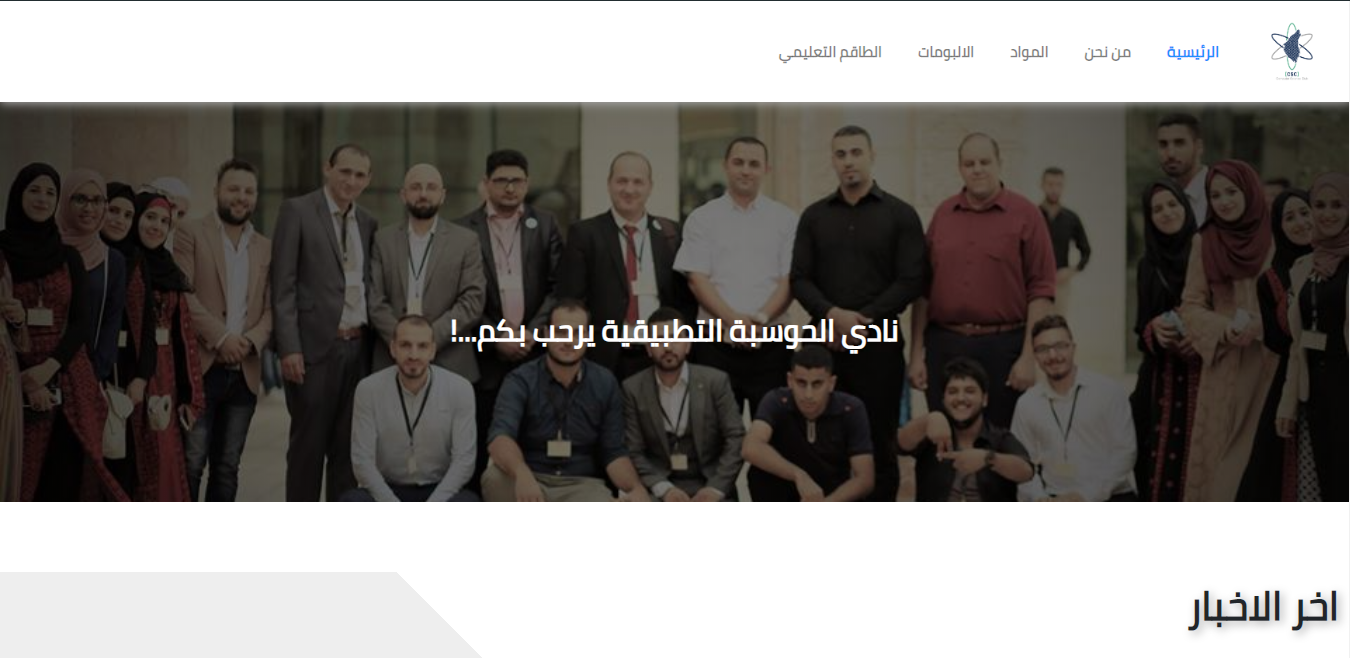 (CSC)
الرئيسية
من نحن
المواد
الالبومات
الطاقم التعليمي
نادي الحوسبة التطبيقية يرحب بكم...!
اخر الاخبار